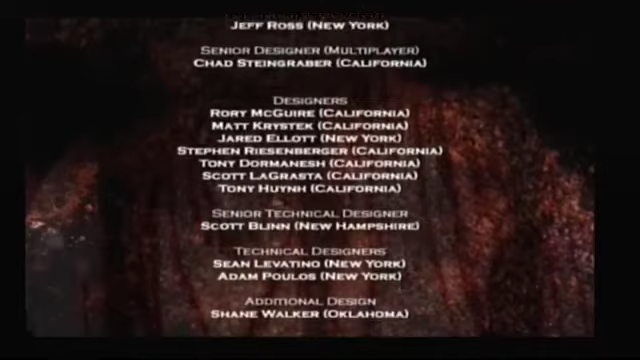 Jeff Ross (New York)
Senior Designer (Multiplayer)
Chad Steingraber (California)
Designers
Rory McGuire (California)
Matt Krystek (California)
Jared Ellott (New York)
Stephen Riesenberger (California)
Tony Dormanesh (California)
Scott LaGrasta (California)
Tony Huynh (California)
Senior Technical Designer
Scott Blinn (New Hampshire)
Technical Designers
Sean Levatino (New York)
Adam Poulos (New York)
Additional Design
Shane Walker (Oklahoma)